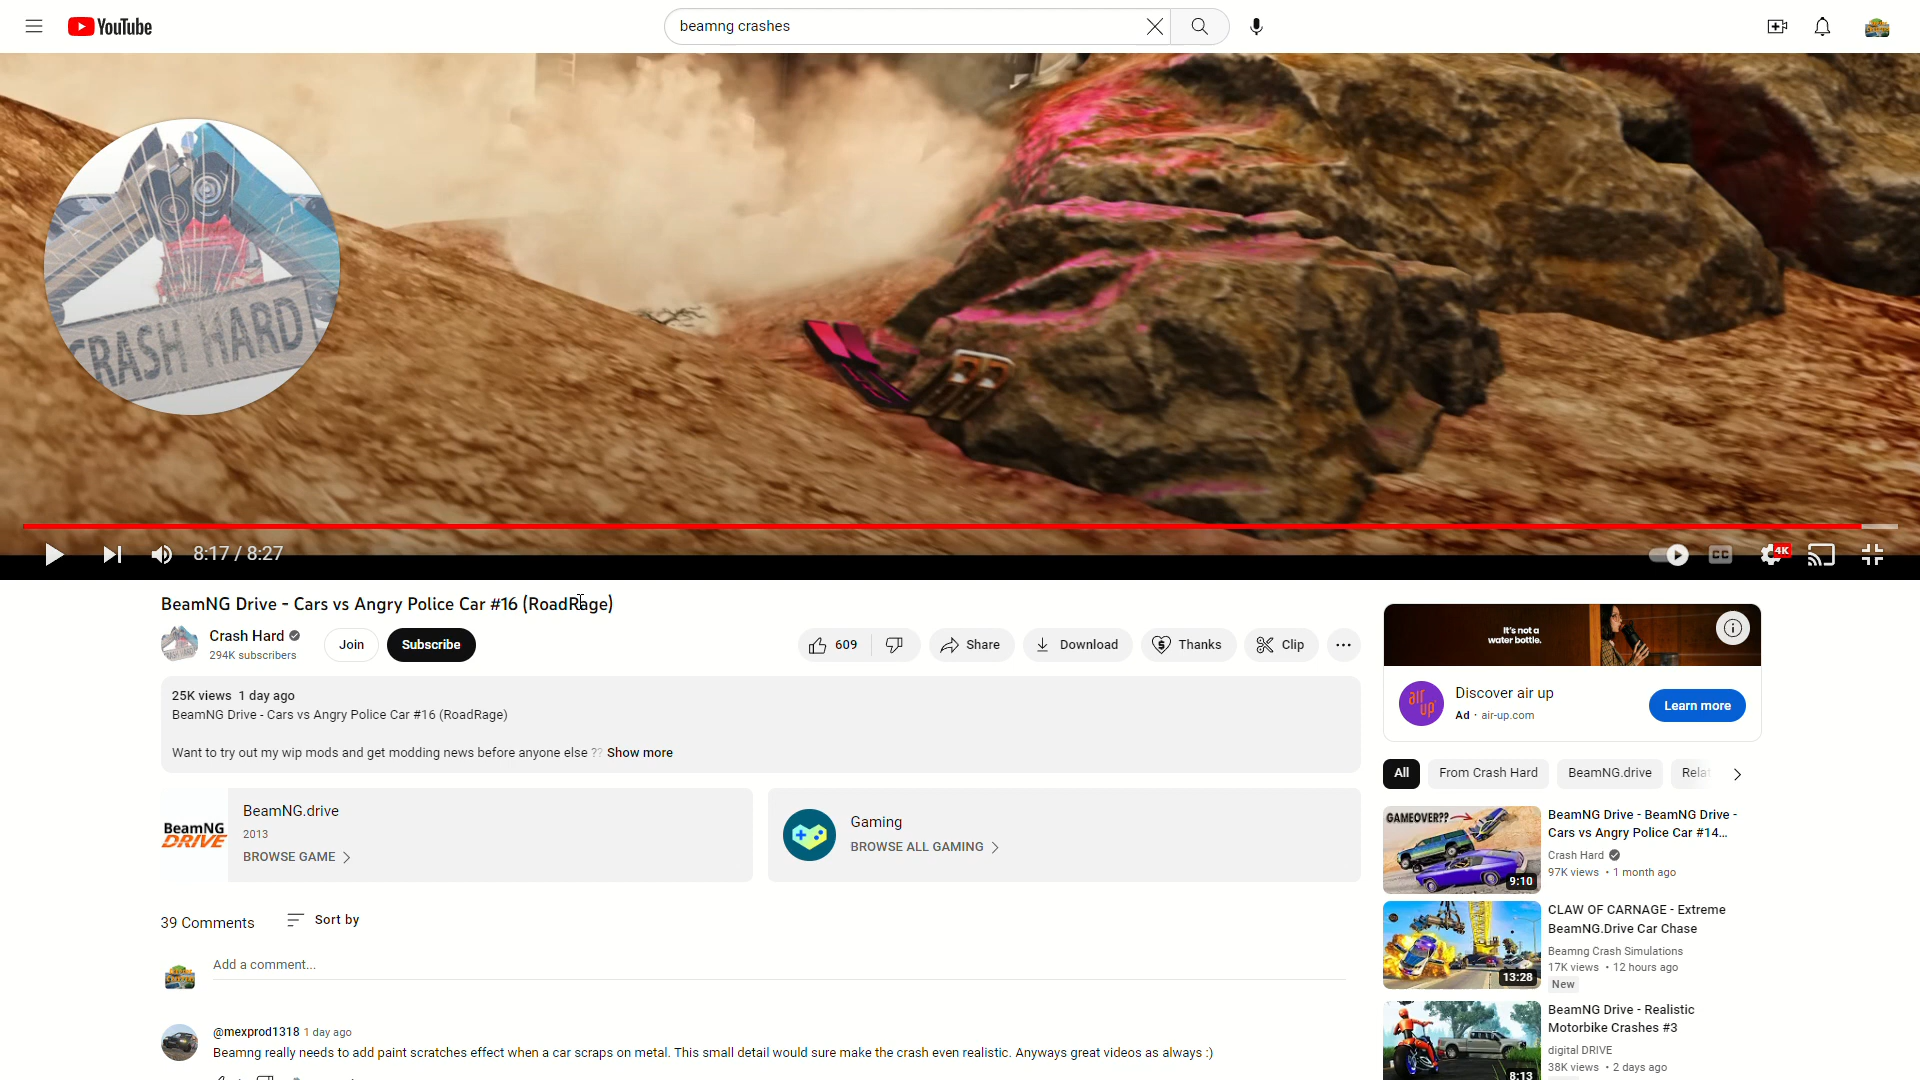 YouTube
beamng crashes
CRASH HARD
8:17 / 8:27
CC
4K
BeamNG Drive - Cars vs Angry Police Car #16 (RoadRage)
Crash Hard
294K subscribers
Join
Subscribe
609
Share
Download
Thanks
Clip
25K views 1 day ago
BeamNG Drive - Cars vs Angry Police Car #16 (RoadRage)
Want to try out my wip mods and get modding news before anyone else ?? Show more
BeamNG
DRIVE
BeamNG.drive
2013
BROWSE GAME
Gaming
BROWSE ALL GAMING
39 Comments
Sort by
Add a comment...
@mexprod1318 1 day ago
Beamng really needs to add paint scratches effect when a car scraps on metal. This small detail would sure make the crash even realistic. Anyways great videos as always :)
It's not a
water bottle.
air
up
Discover air up
Ad · air-up.com
Learn more
All
From Crash Hard
BeamNG.drive
Rela
GAMEOVER??
9:10
BeamNG Drive - BeamNG Drive -
Cars vs Angry Police Car #14...
Crash Hard
97K views • 1 month ago
13:28
CLAW OF CARNAGE - Extreme
BeamNG.Drive Car Chase
Beamng Crash Simulations
17K views • 12 hours ago
New
8:13
BeamNG Drive - Realistic
Motorbike Crashes #3
digital DRIVE
38K views • 2 days ago